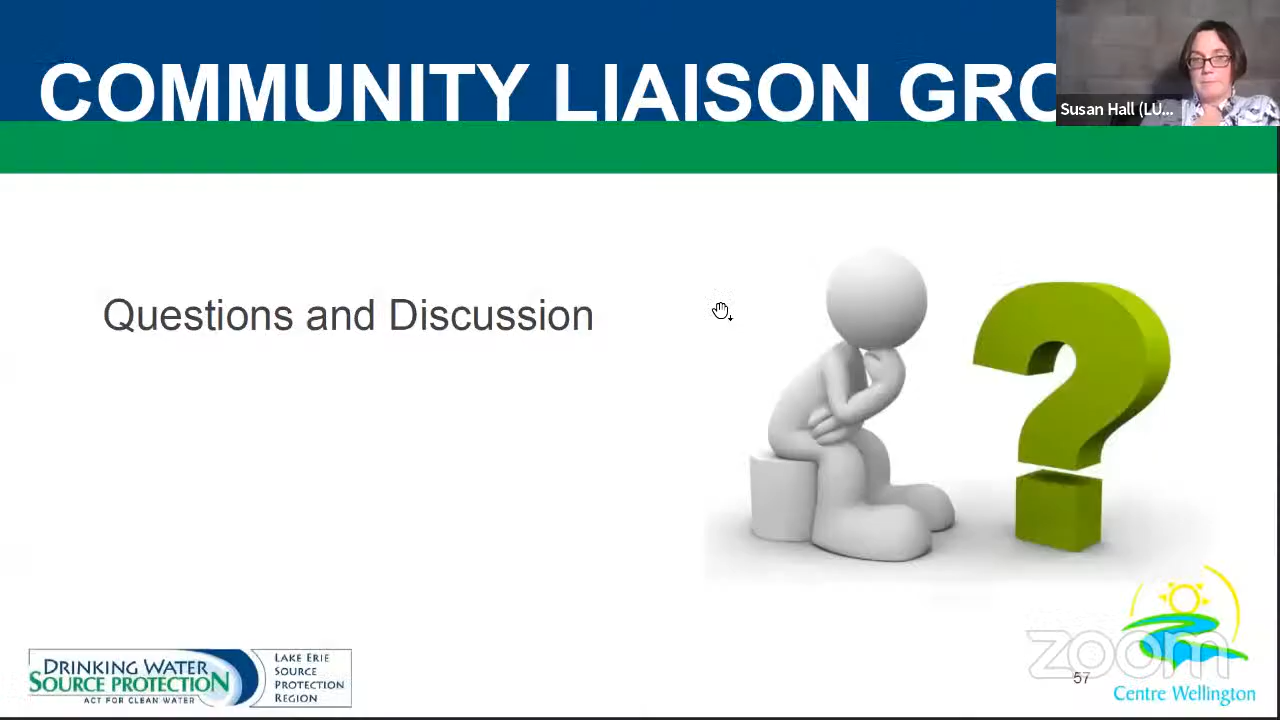 COMMUNITY LIAISON GRO
Susan Hall (LU...
Questions and Discussion
DRINKING WATER
SOURCE PROTECTION
ACT FOR CLEAN WATER
LAKE ERIE
SOURCE
PROTECTION
REGION
zoom
57
Centre Wellington